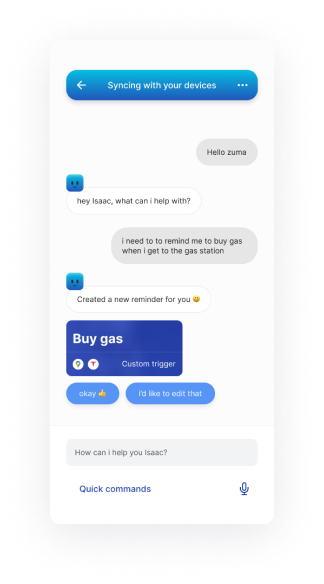 Syncing with your devices
Hello zuma
hey Isaac, what can i help with?
i need to to remind me to buy gas
when i get to the gas station
Created a new reminder for you 😀
Buy gas
Custom trigger
okay 👍
i'd like to edit that
How can i help you Isaac?
Quick commands